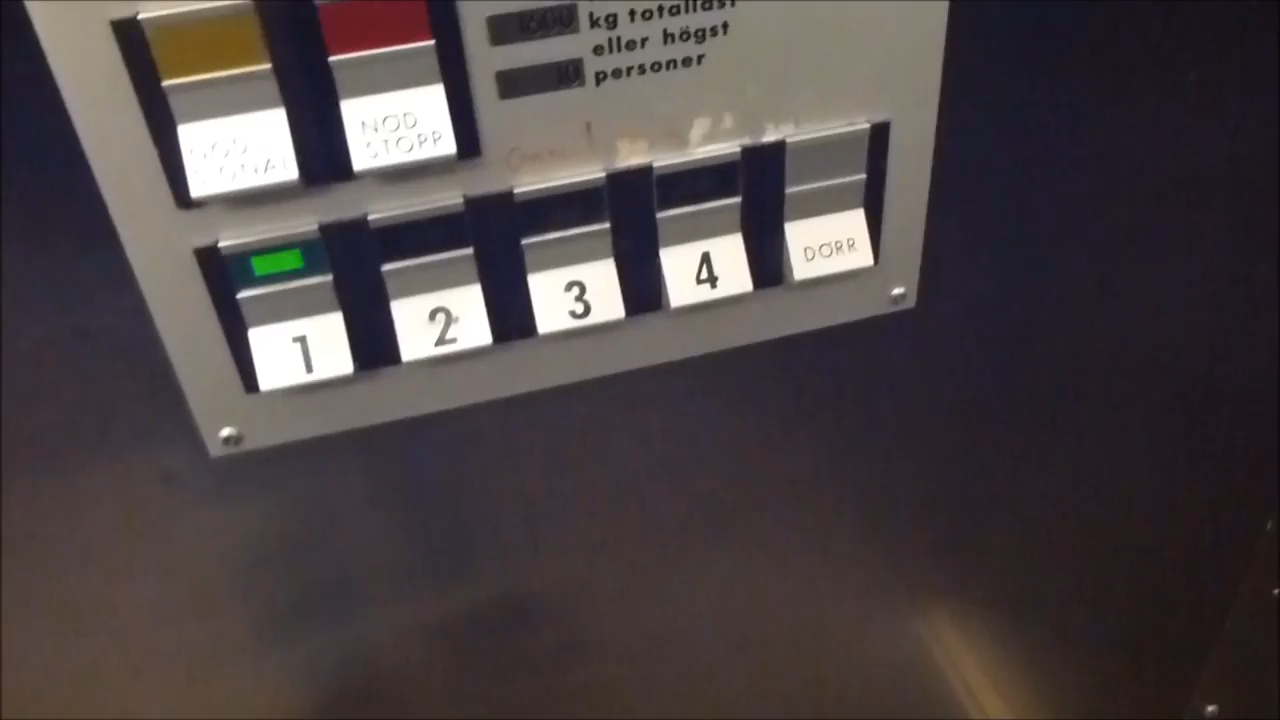 kg totallast
eller högst
personer
NÖD
STOPP
1
2
3
4
DÖRR